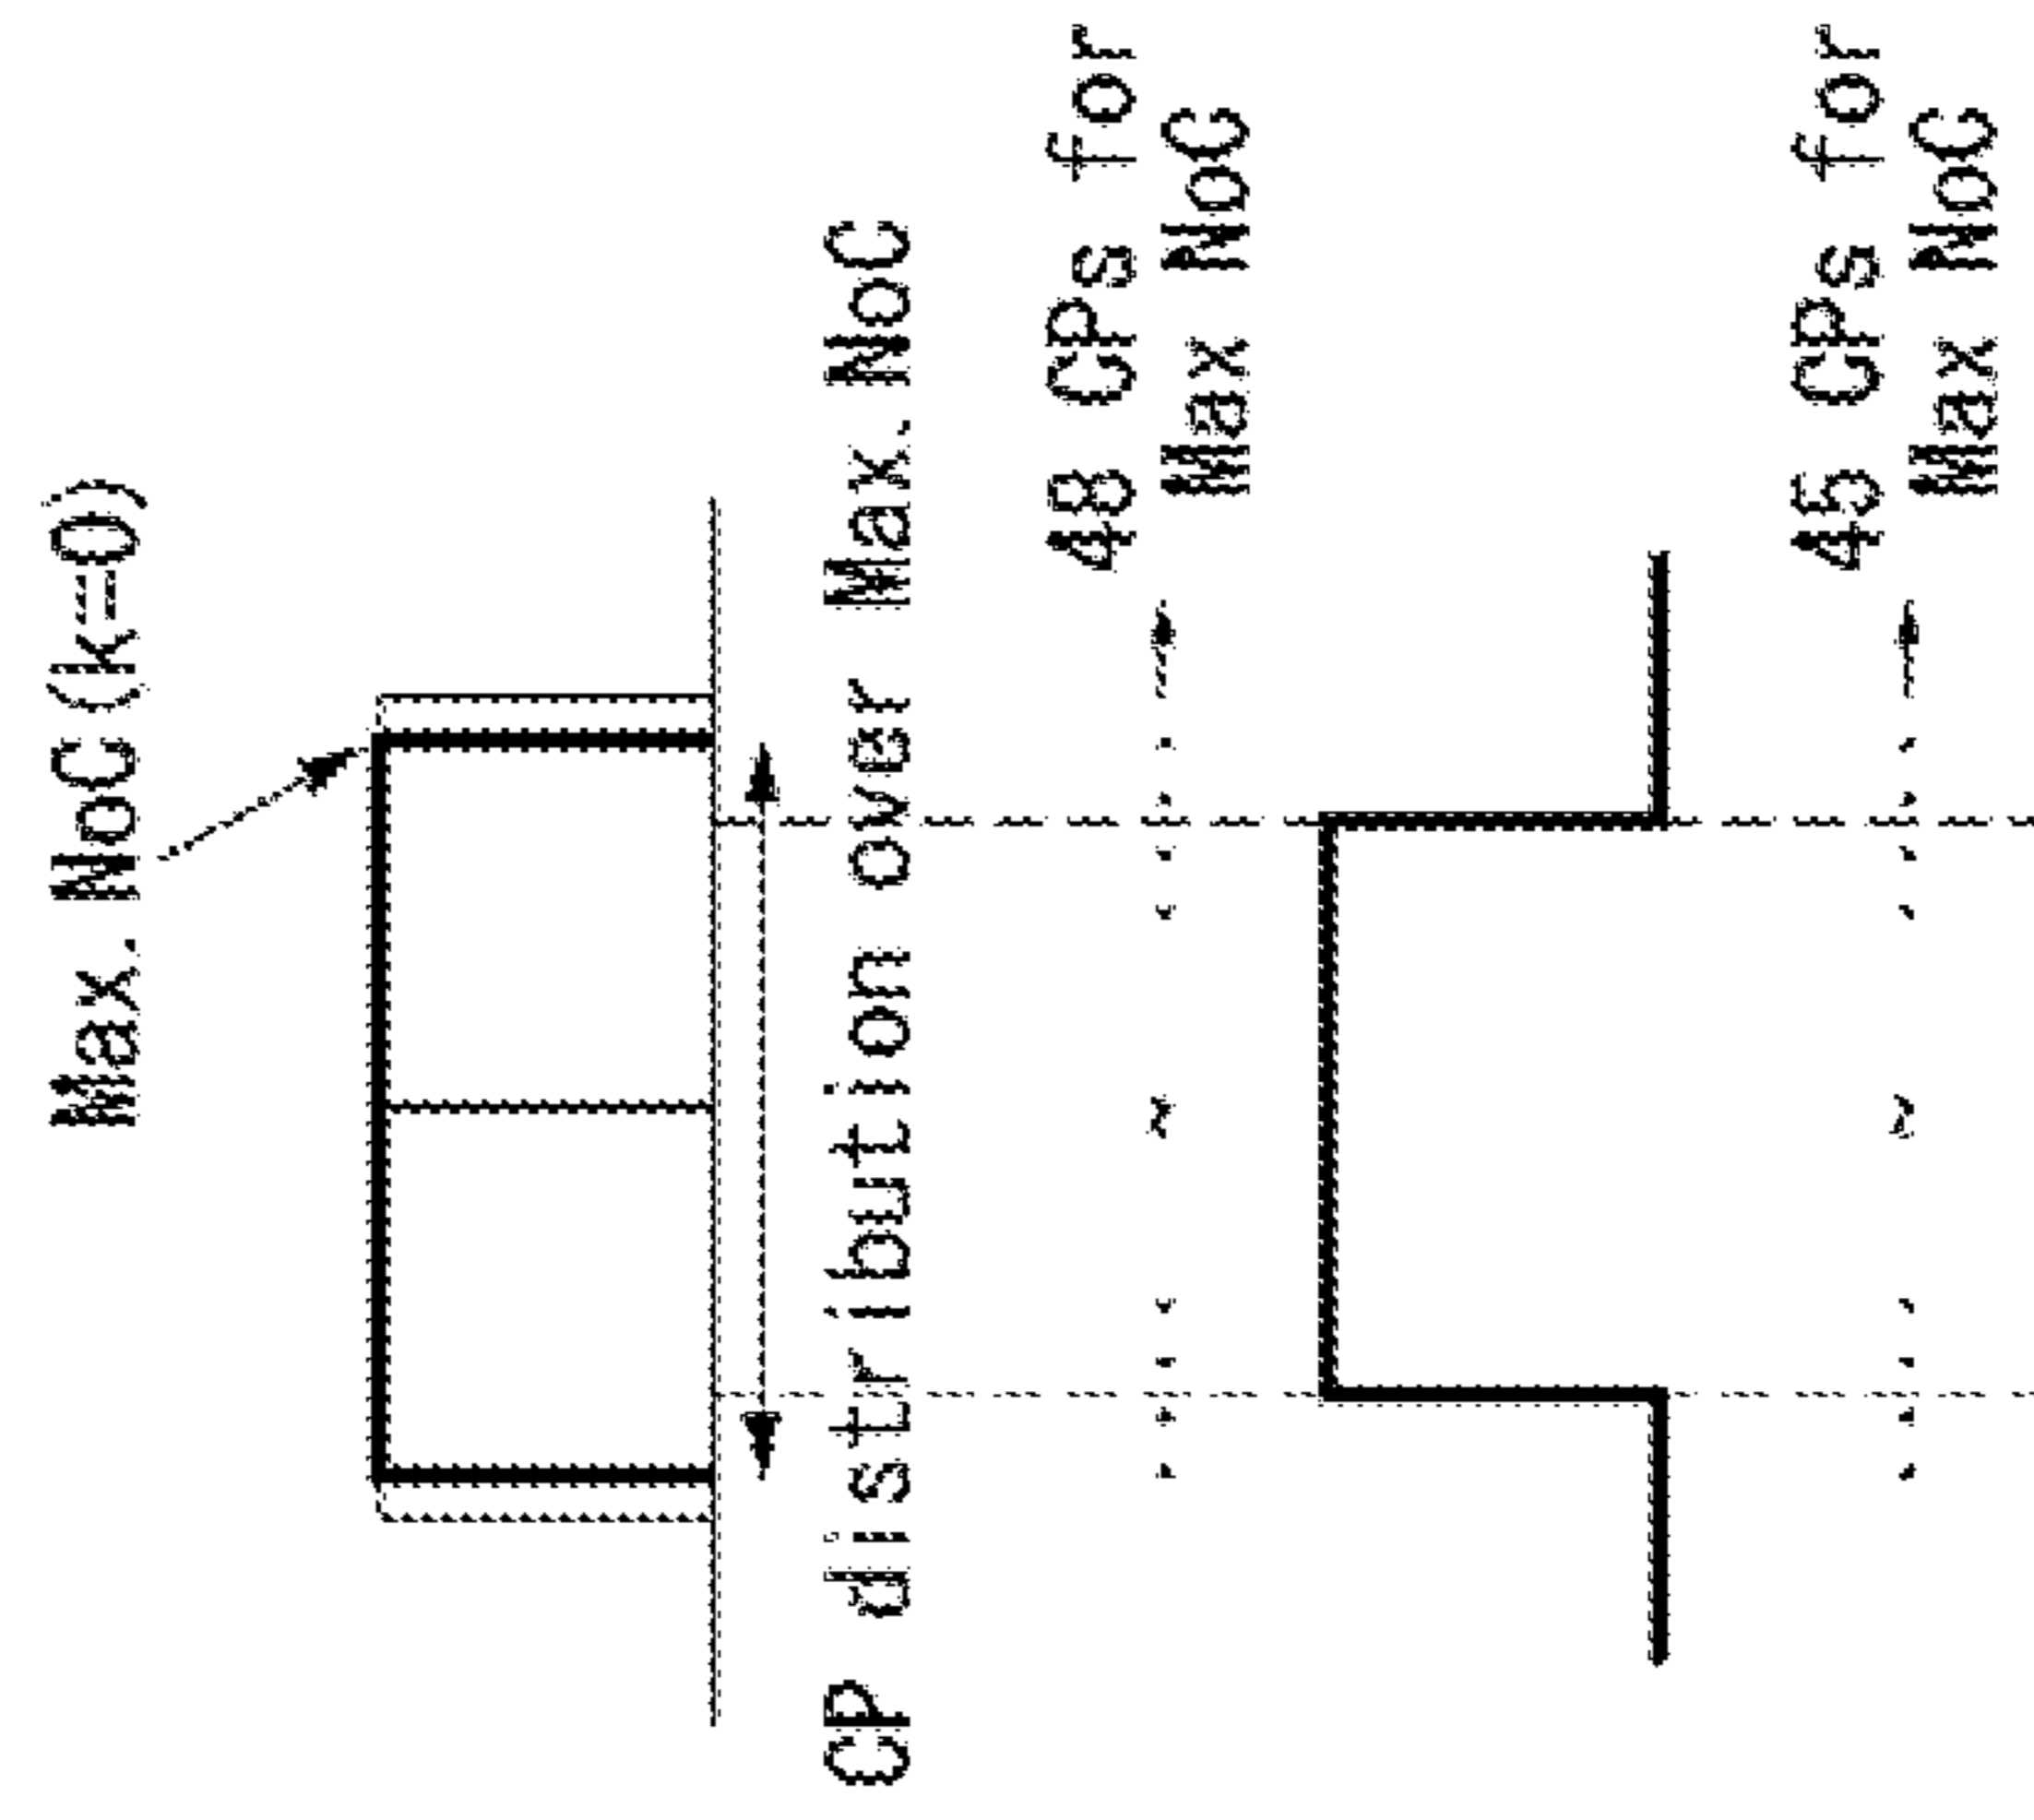 Max. NoC(k=0)
CP distribution over Max. NoC
48 CPs for
Max NoC
45 CPs for
Max NoC